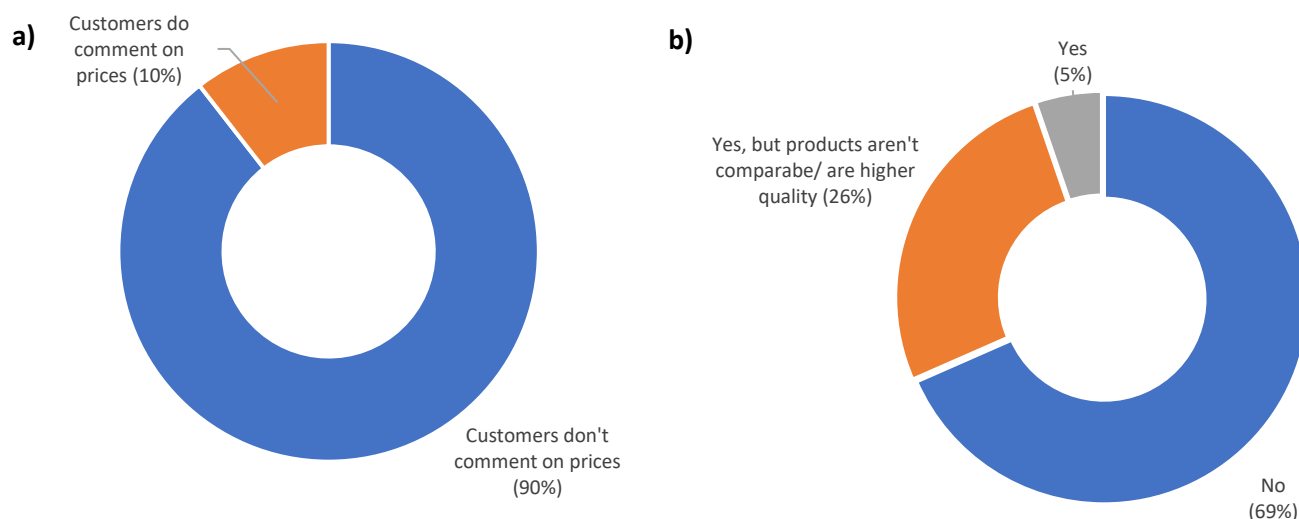 a)
Customers do
comment on
prices (10%)
Customers don't
comment on prices
(90%)
b)
Yes
(5%)
Yes, but products aren't
comparabe/ are higher
quality (26%)
No
(69%)